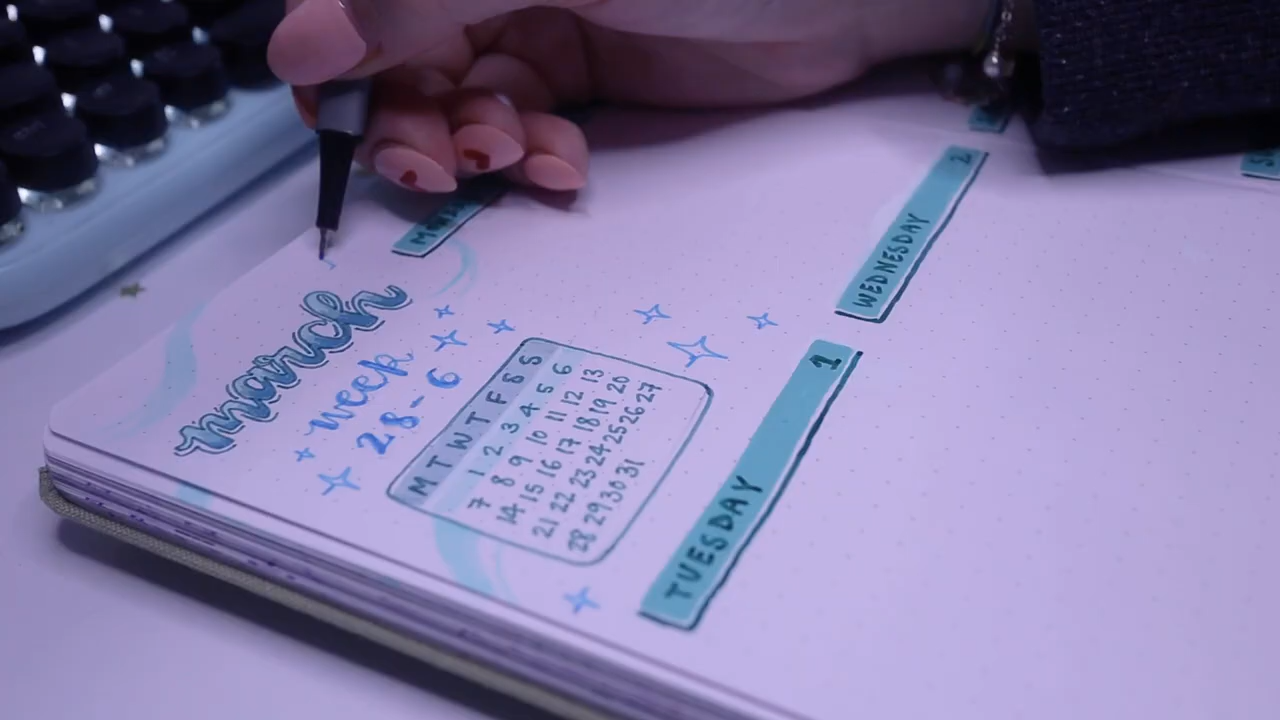 march
week
28-6
M T W T F S S
1 2 3 4 5 6
7 8 9 10 11 12 13
14 15 16 17 18 19 20
21 22 23 24 25 26 27
28 29 30 31
TUESDAY 1
WEDNESDAY 2